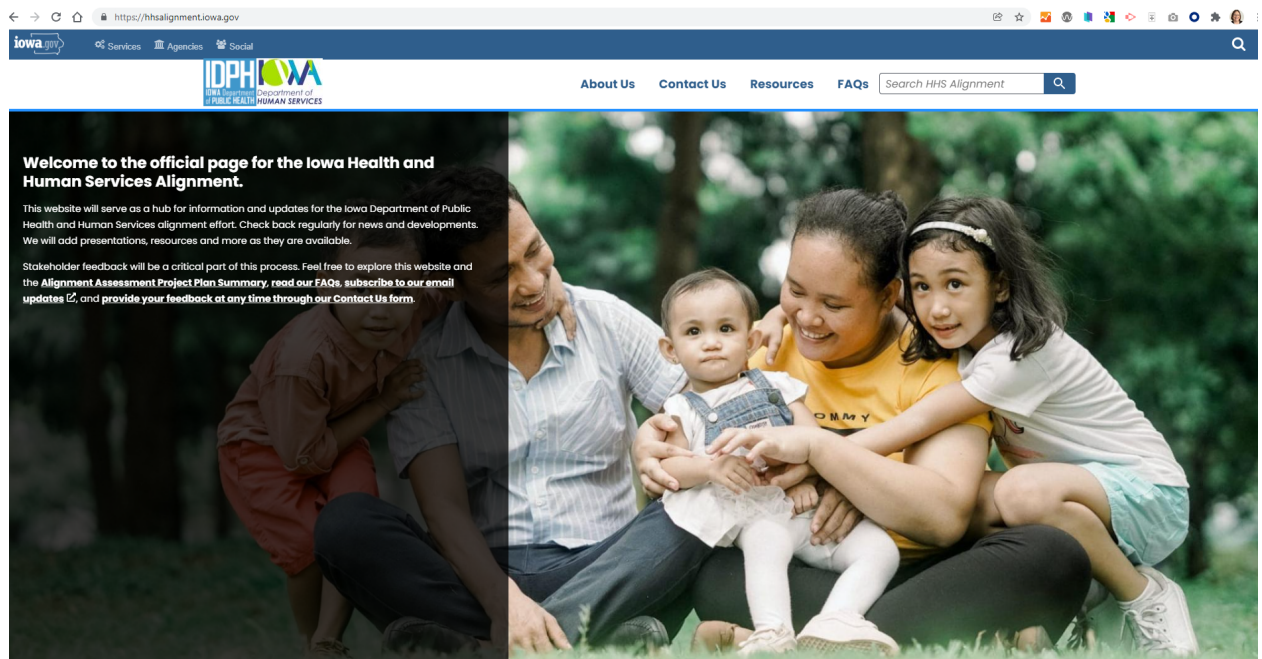 https://hhsalignment.iowa.gov
iowa.gov Services Agencies Social
IDPH IOWA
IOWA Department of PUBLIC HEALTH
Department of HUMAN SERVICES
About Us Contact Us Resources FAQs Search HHS Alignment
Welcome to the official page for the Iowa Health and
Human Services Alignment.
This website will serve as a hub for information and updates for the Iowa Department of Public
Health and Human Services alignment effort. Check back regularly for news and developments.
We will add presentations, resources and more as they are available.
Stakeholder feedback will be a critical part of this process. Feel free to explore this website and
the Alignment Assessment Project Plan Summary, read our FAQs, subscribe to our email
updates, and provide your feedback at any time through our Contact Us form.
OMMY